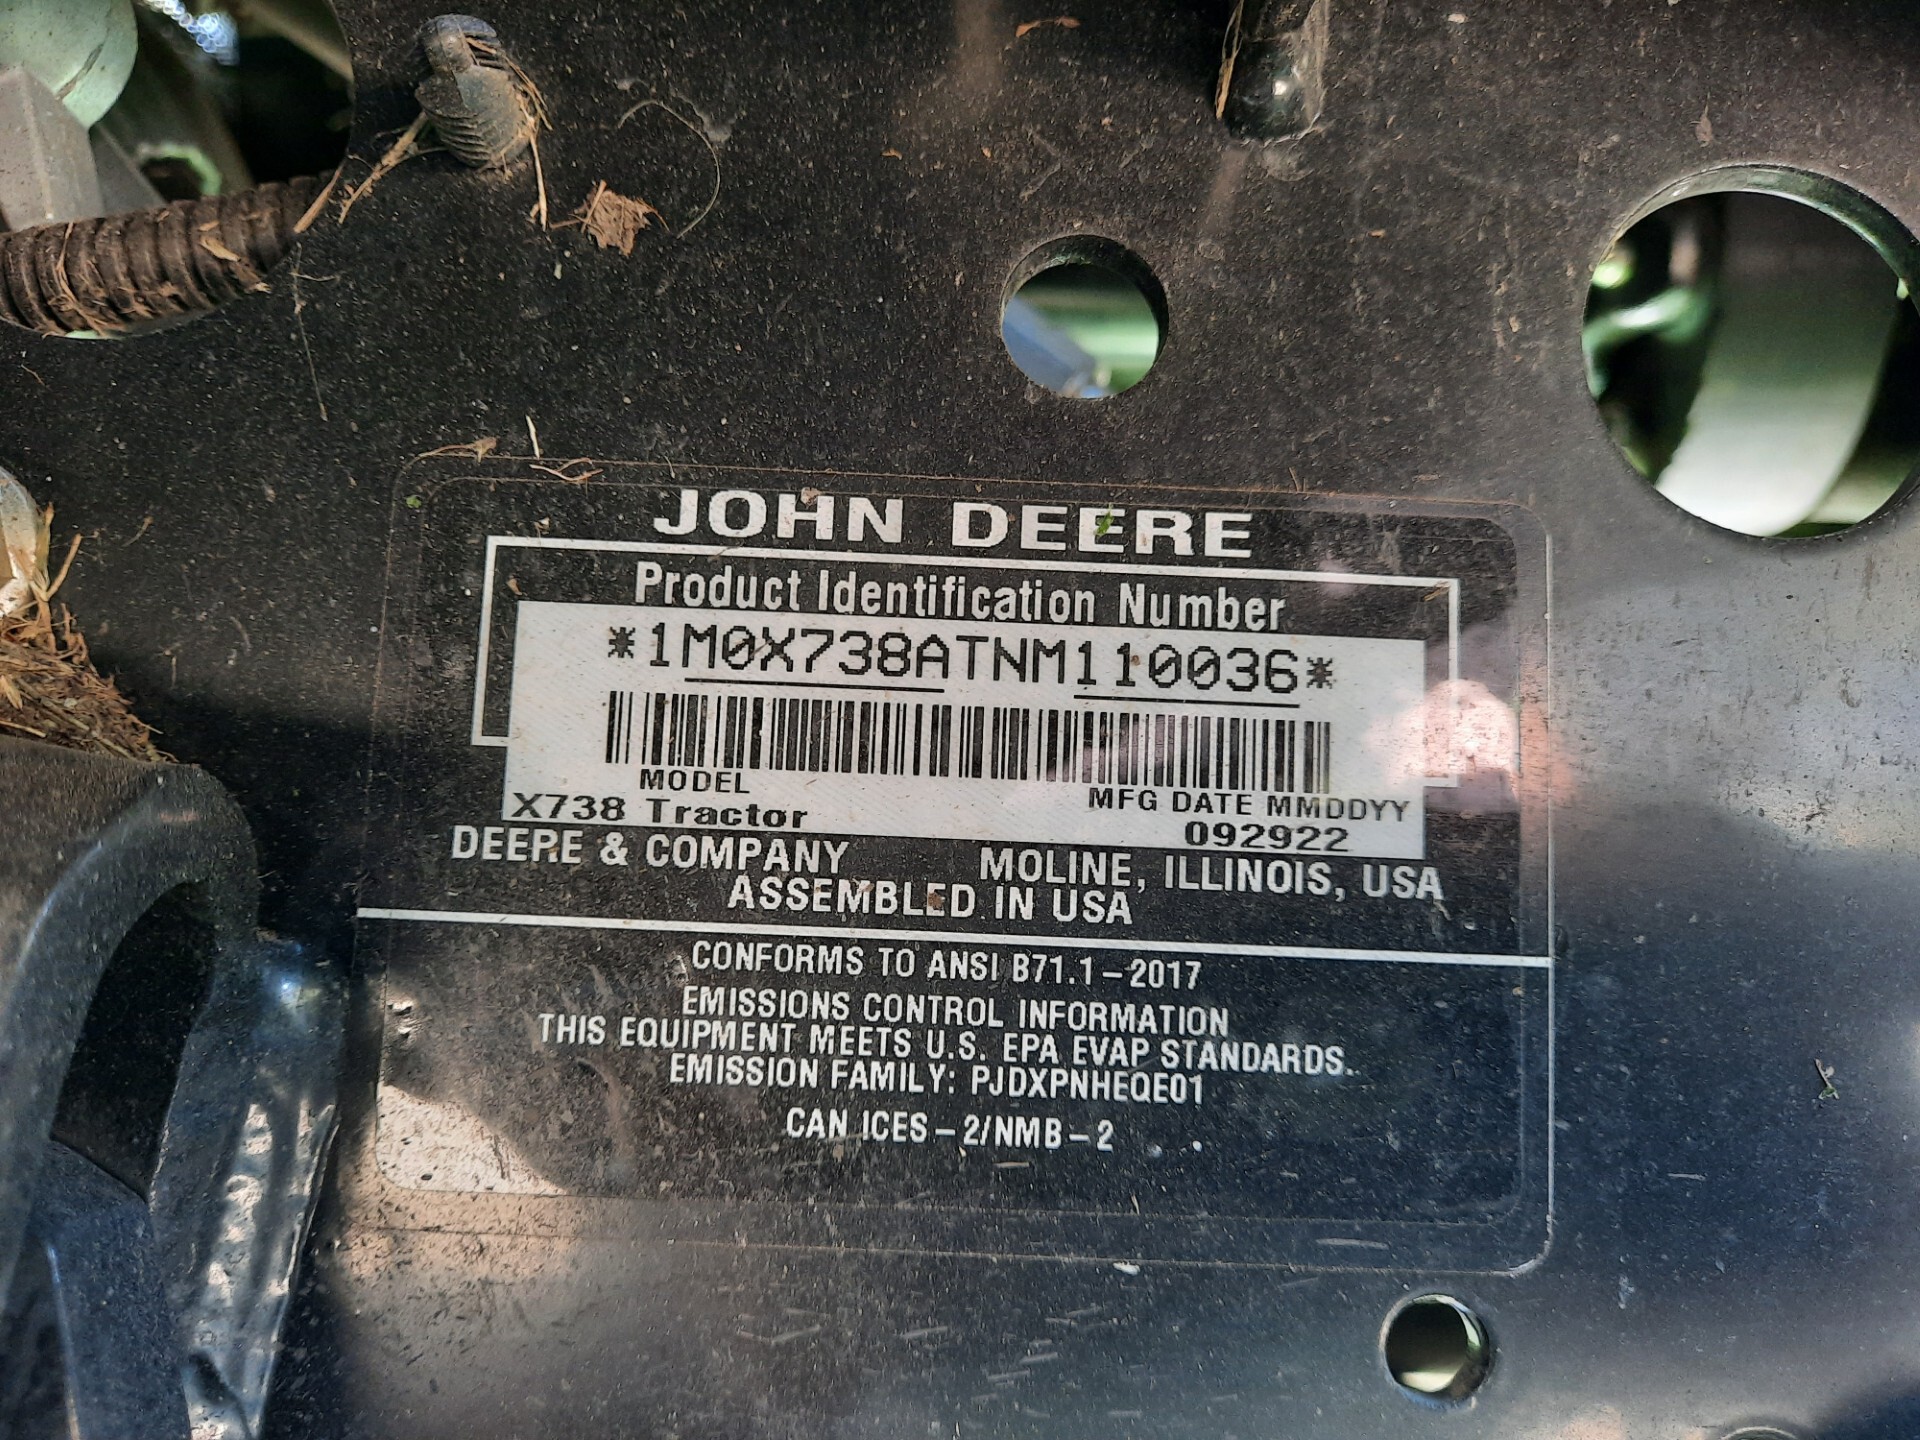 JOHN DEERE
Product Identification Number
*1M0X738ATNM110036*
MODEL
MFG DATE MMDDYY
X738 Tractor
092922
DEERE & COMPANY MOLINE, ILLINOIS, USA
ASSEMBLED IN USA
CONFORMS TO ANSI B71.1-2017
EMISSIONS CONTROL INFORMATION
THIS EQUIPMENT MEETS U.S. EPA EVAP STANDARDS.
EMISSION FAMILY: PJDXPNHEQE01
CAN ICES-2/NMB-2